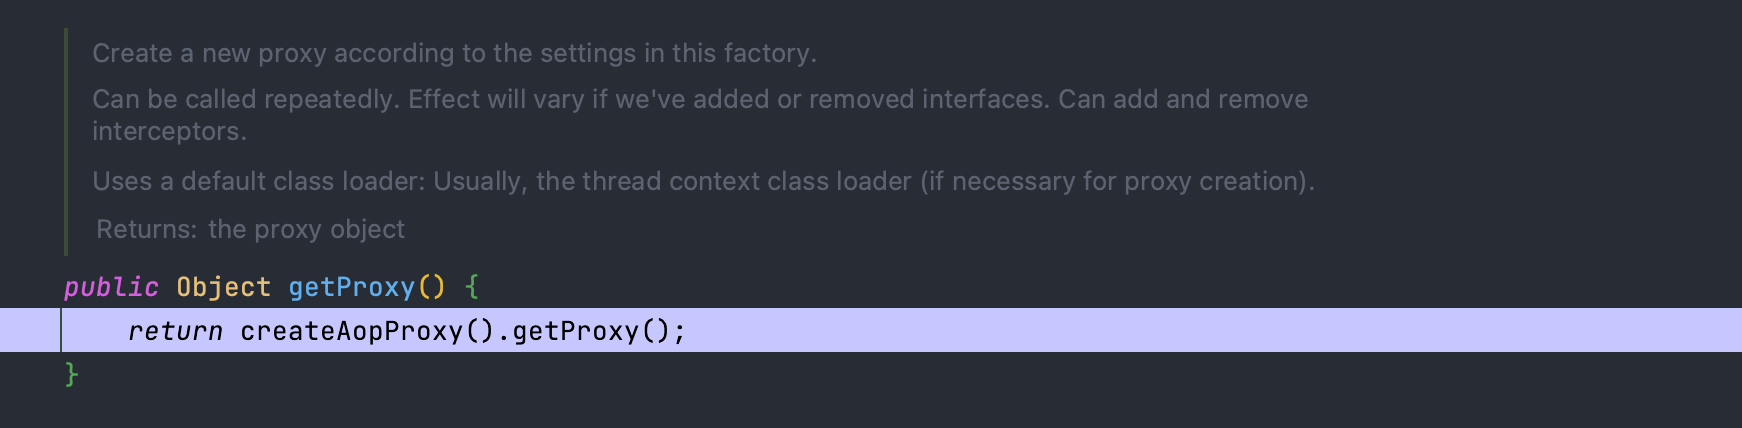 Create a new proxy according to the settings in this factory.
Can be called repeatedly. Effect will vary if we've added or removed interfaces. Can add and remove
interceptors.
Uses a default class loader: Usually, the thread context class loader (if necessary for proxy creation).
Returns: the proxy object
public Object getProxy() {
    return createAopProxy().getProxy();
}